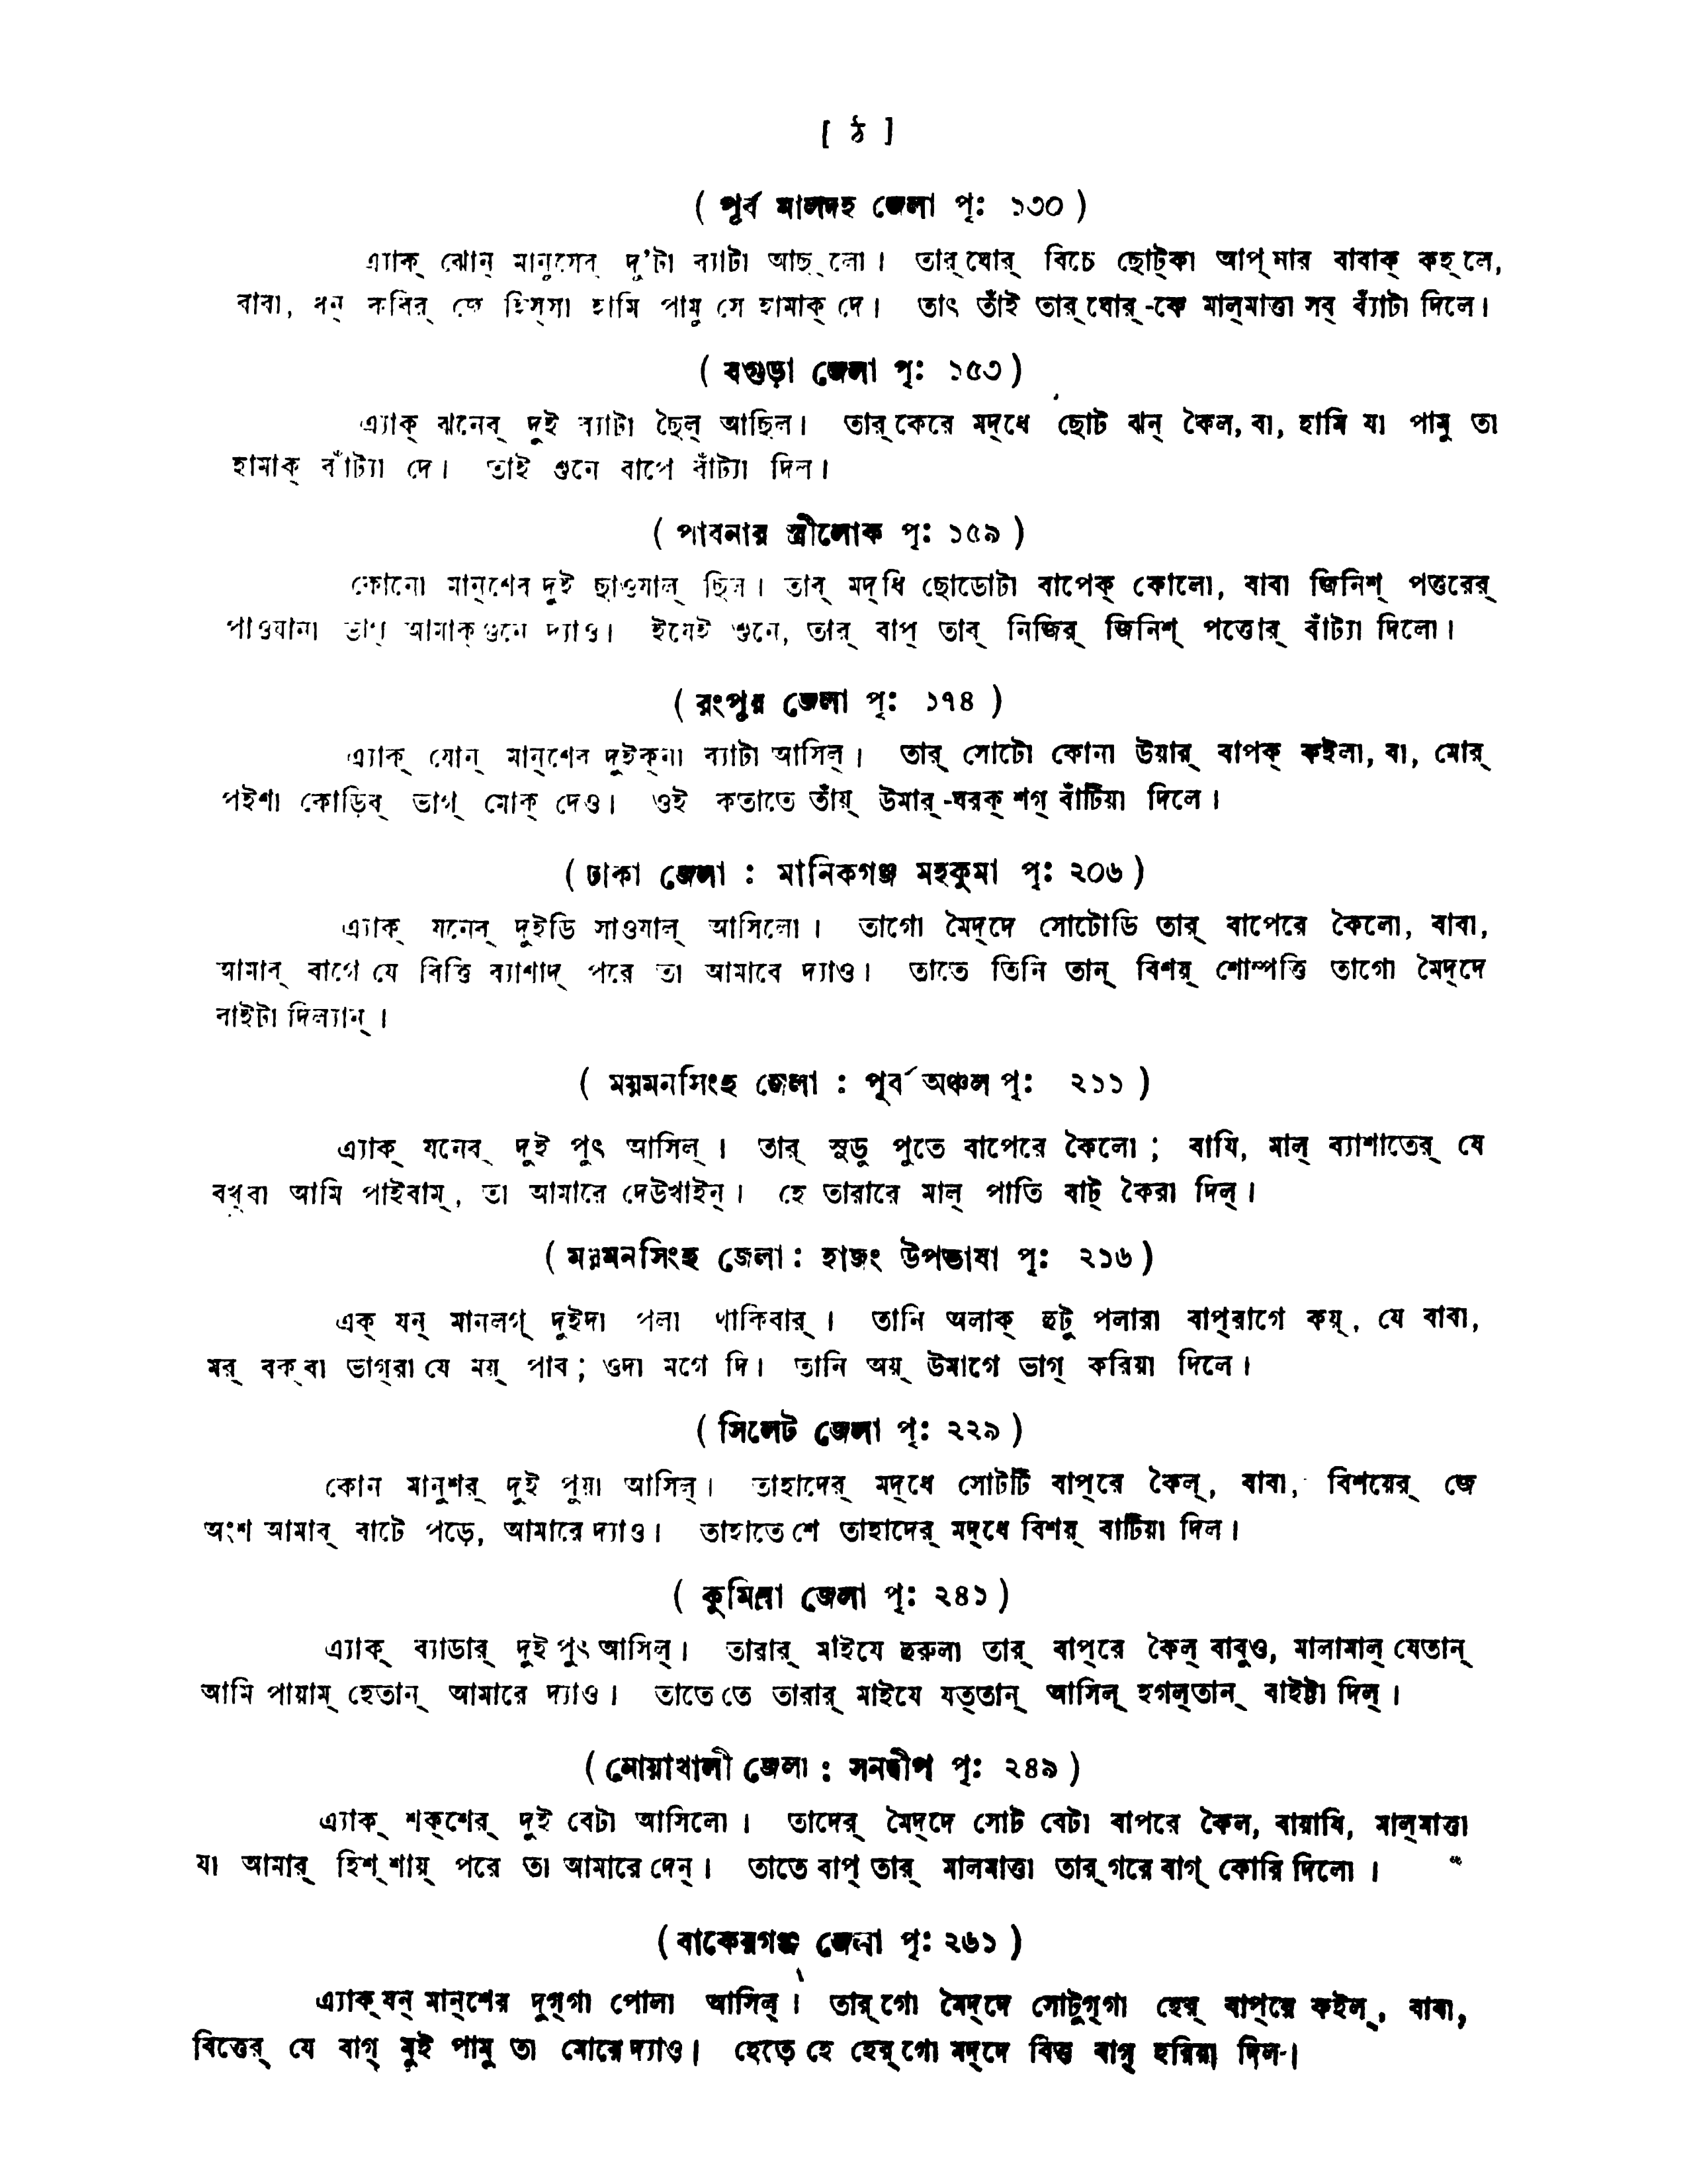 [ ঠ ]
( পূর্ব মালদহ জেলা পৃঃ ১৩০ )
এ্যাক্ ঝোন্ মানুসের্ দু'টা ব্যাটা আছ্‌লো। তার্‌ঘোর্ বিচে ছোট্‌কা আপ্‌নার বাবাক্ কহ্‌লে,
বাবা, ধন্ কবির্ জে হিস্‌সা হামি পামু সে হামাক্ দে। তাৎ তাঁই তার্‌ঘোর্-কে মাল্‌মাত্তা সব্ ব্যাঁটা দিলে।
( বগুড়া জেলা পৃঃ ১৫৩ )
এ্যাক্ ঝনের্ দুই ব্যাটা ছৈল্ আছিল। তার্‌কেরে মদ্‌ধে ছোট ঝন্ কৈল, বা, হামি যা পামু তা
হামাক্ বাঁট্যা দে। তাই শুনে বাপে বাঁট্যা দিল।
( পাবনার স্ত্রীলোক পৃঃ ১৫৯ )
কোনো মান্‌শের দুই ছাওয়াল্ ছিল। তার্ মদ্‌ধি ছোডোটা বাপেক্ কোলো, বাবা জিনিশ্ পত্তরের্
পাওয়ানা ভাগ্ আমাক্ গুনে দ্যাও। ইয়েই শুনে, তার্ বাপ্ তার্ নিজির্ জিনিশ্ পত্তোর্ বাঁট্যা দিলো।
( রংপুর জেলা পৃঃ ১৭৪ )
এ্যাক্ যোন্ মান্‌শের দুইক্‌না ব্যাটা আসিল্। তার্ সোটো কোনা উয়ার্ বাপক্ কইলা, বা, মোর্
পইশা কোড়ির্ ভাগ্ মোক্ দেও। ওই কতাতে তাঁয়্ উমার্-ঘরক্ শগ্ বাঁটিয়া দিলে।
( ঢাকা জেলা : মানিকগঞ্জ মহকুমা পৃঃ ২০৬ )
এ্যাক্ যনের্ দুইডি সাওয়াল্ আসিলো। তাগো মৈদ্‌দে সোটোডি তার্ বাপেরে কৈলো, বাবা,
আমার্ বাগে যে বিত্তি ব্যাশাদ্ পরে তা আমারে দ্যাও। তাতে তিনি তান্ বিশয়্ শোম্পত্তি তাগো মৈদ্‌দে
বাইটা দিল্যান্।
( ময়মনসিংহ জেলা : পূর্ব অঞ্চল পৃঃ ২১১ )
এ্যাক্ যনের্ দুই পুৎ আসিল্। তার্ সুডু পুতে বাপেরে কৈলো ; বাযি, মাল্ ব্যাশাতের্ যে
বখ্‌বা আমি পাইবাম্, তা আমারে দেউখাইন্। হে তারারে মাল্ পাতি বাট্ কৈরা দিল্।
( ময়মনসিংহ জেলা : হাজং উপভাষা পৃঃ ২১৬ )
এক্ যন্ মানলগ্ দুইদা পলা থাকিবার্। তানি অলাক্ হুটু পলারা বাপ্‌রাগে কয়্, যে বাবা,
মর্ বক্‌বা ভাগ্‌রা যে ময়্ পাব ; ওদা মগে দি। তানি অয়্ উমাগে ভাগ্ করিয়া দিলে।
( সিলেট জেলা পৃঃ ২২৯ )
কোন মানুশর্ দুই পুয়া আসিল্। তাহাদের্ মদ্‌ধে সোটটি বাপ্‌রে কৈল্, বাবা, বিশয়ের্ জে
অংশ আমার্ বাটে পড়ে, আমারে দ্যাও। তাহাতে শে তাহাদের্ মদ্‌ধে বিশয়্ বাটিয়া দিল।
( কুমিল্লা জেলা পৃঃ ২৪১ )
এ্যাক্ ব্যাডার্ দুই পুৎ আসিল্। তারার্ মাইযে হুরুলা তার্ বাপ্‌রে কৈল্ বাবুও, মালামাল্ যেতান্
আমি পায়াম্ হেতান্ আমারে দ্যাও। তাতে তে তারার্ মাইযে যত্‌তান্ আসিল্ হগল্‌তান্ বাইট্টা দিল্।
( নোয়াখালী জেলা : সনদ্বীপ পৃঃ ২৪৯ )
এ্যাক্ শক্‌শের্ দুই বেটা আসিলো। তাদের্ মৈদ্‌দে সোট বেটা বাপরে কৈল, বায়াযি, মাল্‌মাত্তা
যা আমার্ হিশ্‌শায়্ পরে তা আমারে দেন্। তাতে বাপ্ তার্ মালমাত্তা তার্‌গরে বাগ্ কোরি দিলো।
( বাকেরগঞ্জ জেলা পৃঃ ২৬১ )
এ্যাক্‌যন্ মান্‌শের দুগ্‌গা পোলা আসিল্। তার্‌গো মৈদ্‌দে সোটুগ্‌গা হের্ বাপ্‌রে কইল্, বাবা,
বিত্তের্ যে বাগ্ মুই পামু তা মোরে দ্যাও। হেত্তে হে হের্‌গো মদ্‌দে বিত্ত বাগ্ হরিয়া দিল।